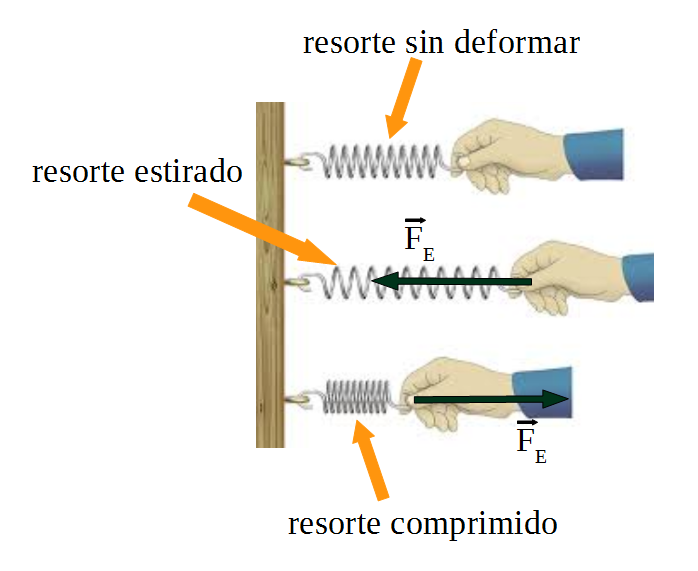 resorte sin deformar
resorte estirado
F⃗E
F⃗E
resorte comprimido